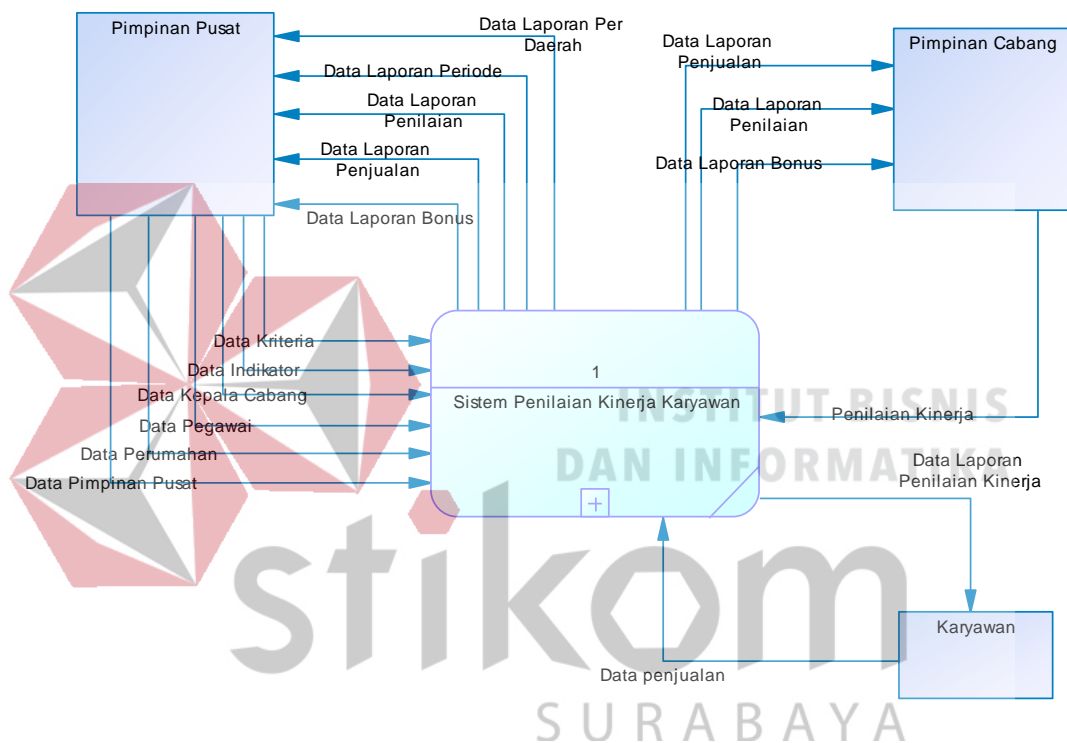 Pimpinan Pusat
Data Laporan Per
Daerah
Data Laporan Periode
Data Laporan
Penilaian
Data Laporan
Penjualan
Data Laporan Bonus
Data Laporan
Penjualan
Data Laporan
Penilaian
Data Laporan Bonus
Pimpinan Cabang
Data Kriteria
Data Indikator
Data Kepala Cabang
Data Pegawai
Data Perumahan
Data Pimpinan Pusat
1
Sistem Penilaian Kinerja Karyawan
+
INSTITUT BISNIS
DAN INFORMATIKA
Penilaian Kinerja
Data Laporan
Penilaian Kinerja
Karyawan
Data penjualan
stikom
SURABAYA